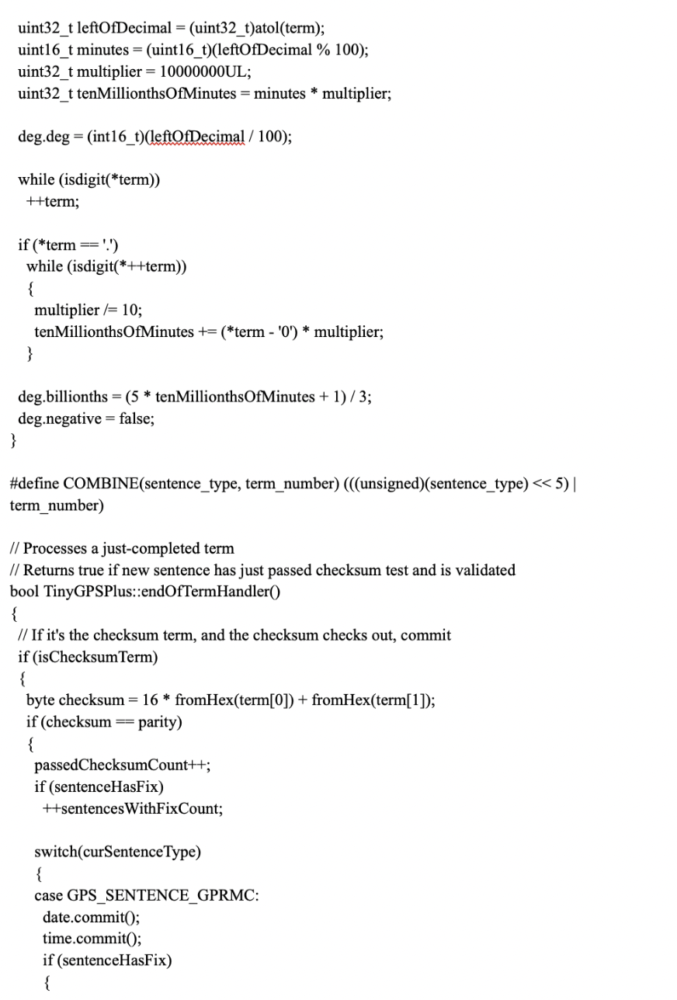 uint32_t leftOfDecimal = (uint32_t)atol(term);
uint16_t minutes = (uint16_t)(leftOfDecimal % 100);
uint32_t multiplier = 10000000UL;
uint32_t tenMillionthsOfMinutes = minutes * multiplier;

deg.deg = (int16_t)(leftOfDecimal / 100);

while (isdigit(*term))
++term;

if (*term == '.')
while (isdigit(*++term))
{
multiplier /= 10;
tenMillionthsOfMinutes += (*term - '0') * multiplier;
}

deg.billionths = (5 * tenMillionthsOfMinutes + 1) / 3;
deg.negative = false;
}

#define COMBINE(sentence_type, term_number) (((unsigned)(sentence_type) << 5) |
term_number)

// Processes a just-completed term
// Returns true if new sentence has just passed checksum test and is validated
bool TinyGPSPlus::endOfTermHandler()
{
// If it's the checksum term, and the checksum checks out, commit
if (isChecksumTerm)
{
byte checksum = 16 * fromHex(term[0]) + fromHex(term[1]);
if (checksum == parity)
{
passedChecksumCount++;
if (sentenceHasFix)
++sentencesWithFixCount;

switch(curSentenceType)
{
case GPS_SENTENCE_GPRMC:
date.commit();
time.commit();
if (sentenceHasFix)
{